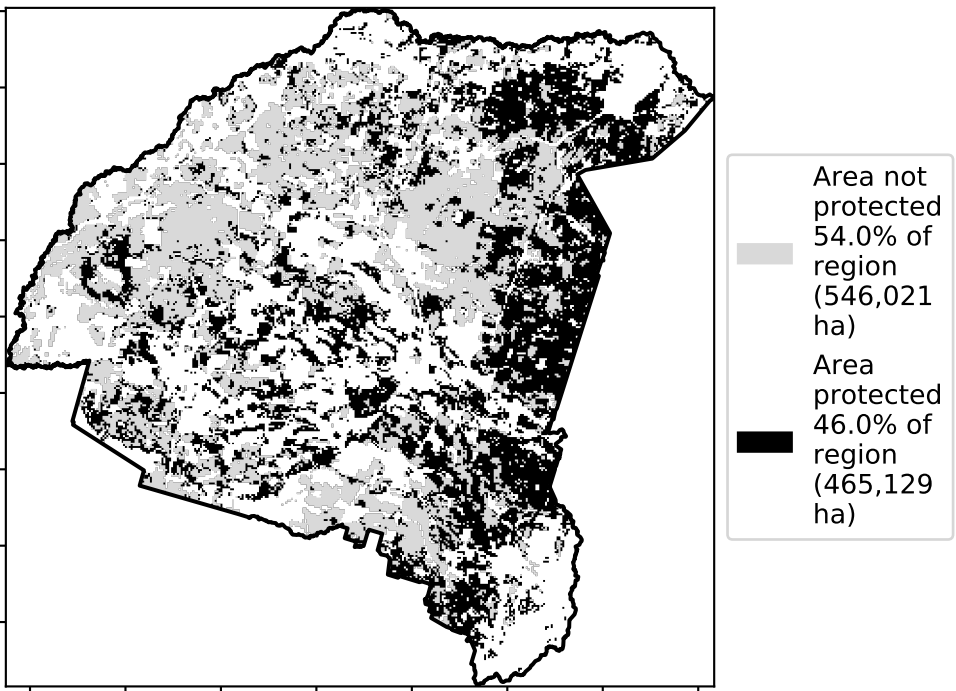 Area not
protected
54.0% of
region
(546,021
ha)
Area
protected
46.0% of
region
(465,129
ha)